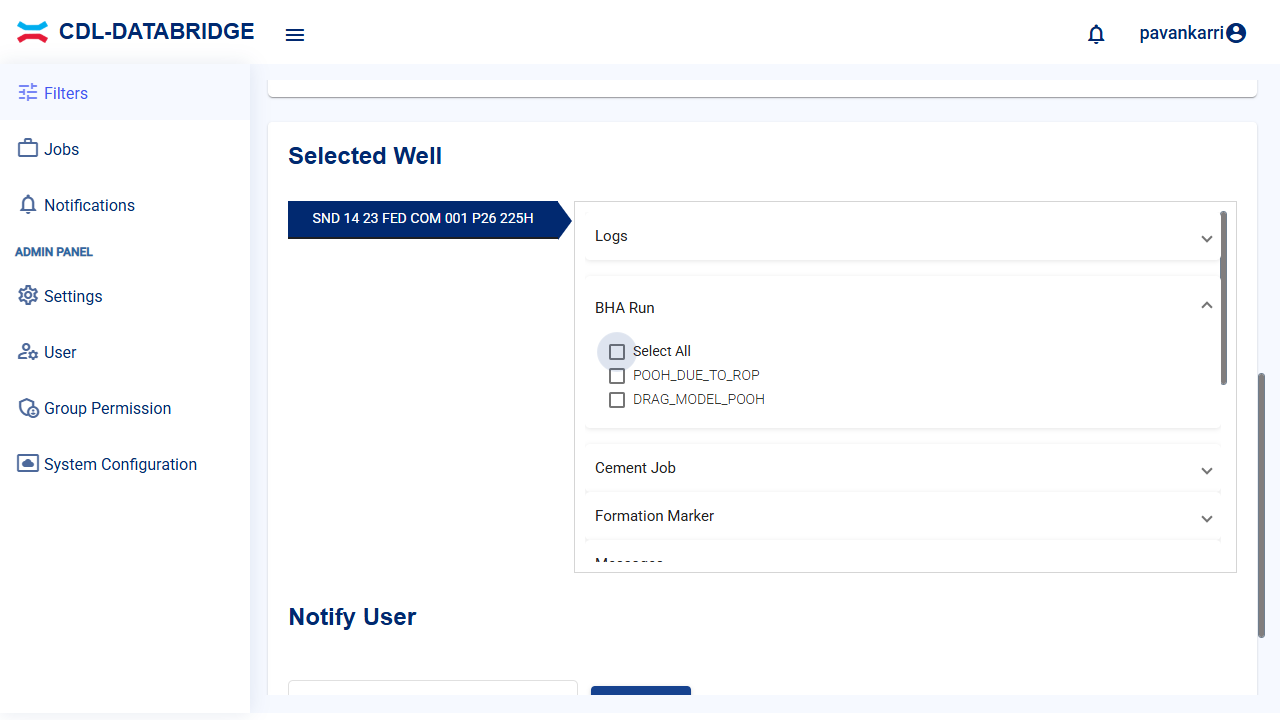 CDL-DATABRIDGE
pavankarri
Filters
Jobs
Notifications
ADMIN PANEL
Settings
User
Group Permission
System Configuration
Selected Well
SND 14 23 FED COM 001 P26 225H
Logs
BHA Run
Select All
POOH_DUE_TO_ROP
DRAG_MODEL_POOH
Cement Job
Formation Marker
Messages
Notify User